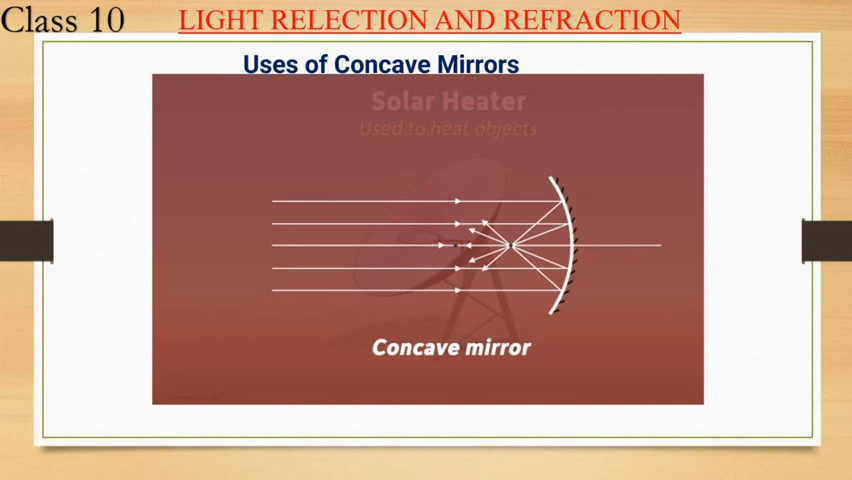 Class 10
LIGHT RELECTION AND REFRACTION
Uses of Concave Mirrors
Solar Heater
Used to heat objects
Concave mirror